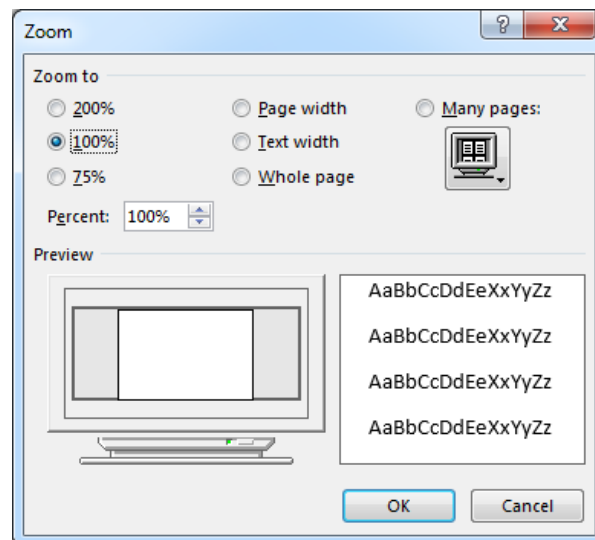 Zoom
Zoom to
200%
Page width
Many pages:
100%
Text width
75%
Whole page
Percent: 100%
Preview
AaBbCcDdEeXxYyZz
AaBbCcDdEeXxYyZz
AaBbCcDdEeXxYyZz
AaBbCcDdEeXxYyZz
OK
Cancel